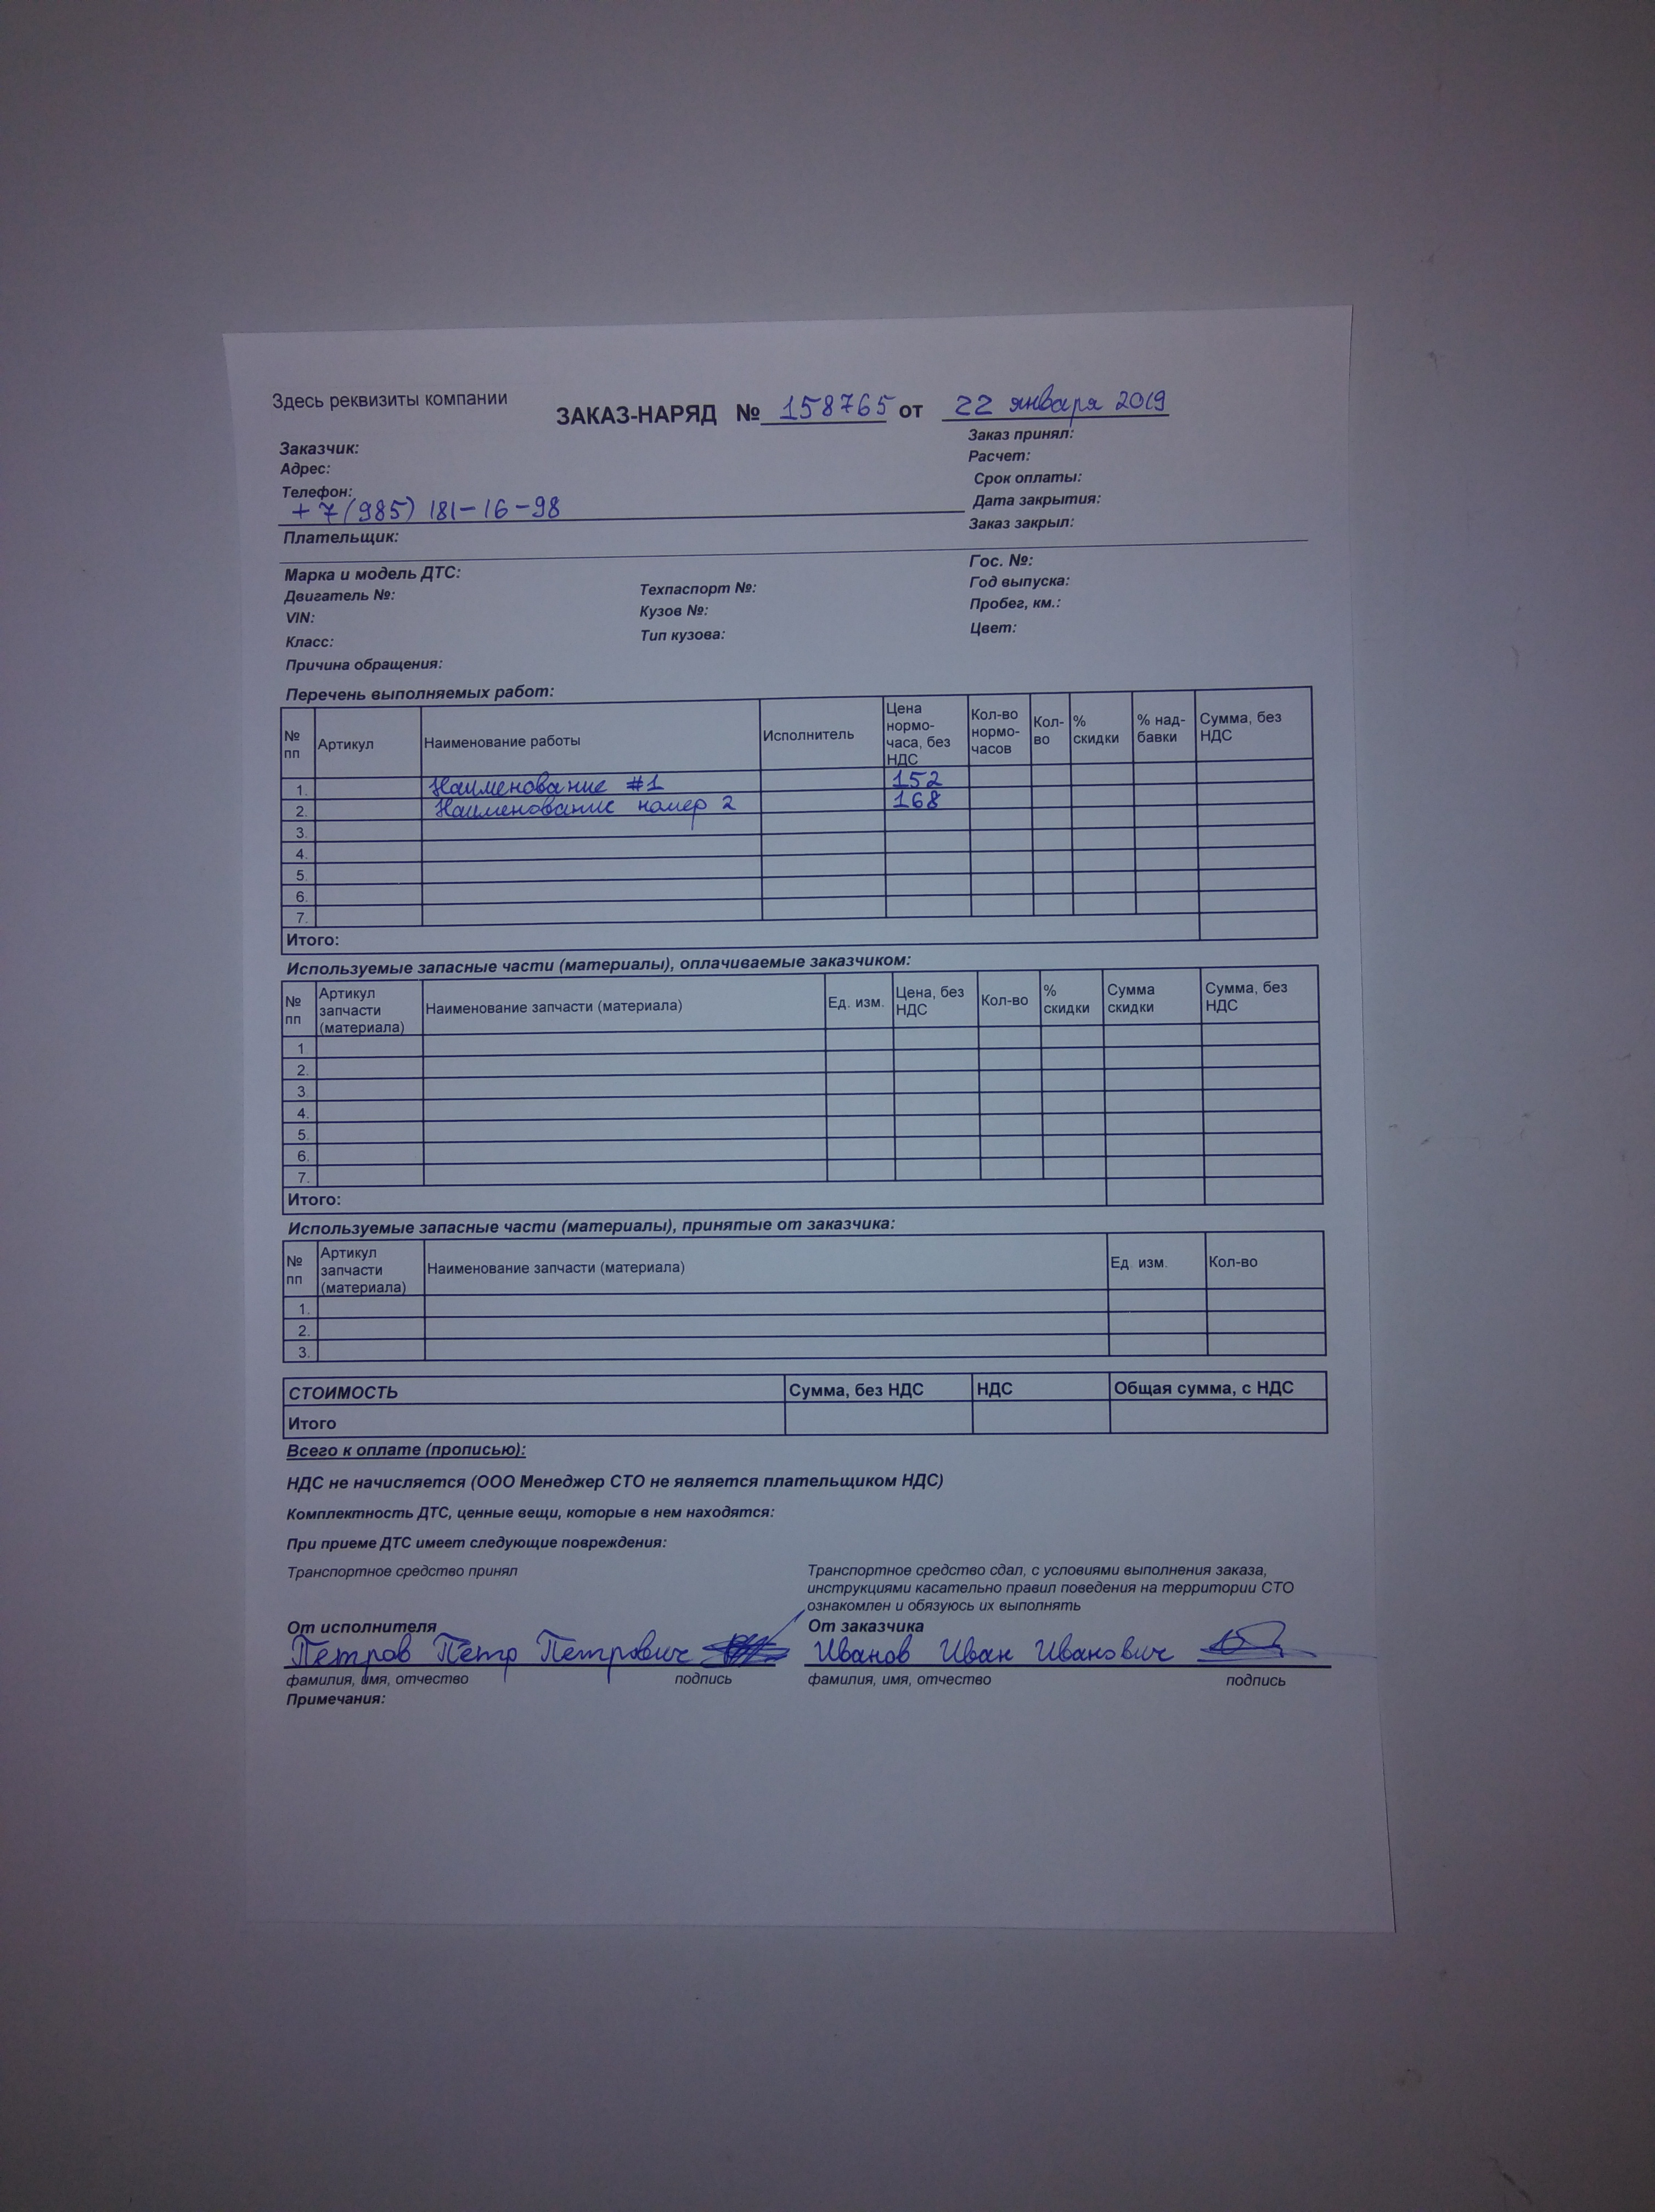 Здесь реквизиты компании
ЗАКАЗ-НАРЯД № 158765 от 22 января 2019
Заказчик:
Адрес:
Телефон:
+7(985) 181-16-98
Плательщик:
Заказ принял:
Расчет:
Срок оплаты:
Дата закрытия:
Заказ закрыл:
Марка и модель ДТС:
Двигатель №:
VIN:
Класс:
Причина обращения:
Техпаспорт №:
Кузов №:
Тип кузова:
Гос. №:
Год выпуска:
Пробег, км.:
Цвет:
Перечень выполняемых работ:
№ пп Артикул Наименование работы Исполнитель Цена нормо-часа, без НДС Кол-во нормо-часов Кол-во % скидки % над-бавки Сумма, без НДС
1. Наименование #1 152
2. Наименование номер 2 168
3.
4.
5.
6.
7.
Итого:
Используемые запасные части (материалы), оплачиваемые заказчиком:
№ пп Артикул запчасти (материала) Наименование запчасти (материала) Ед. изм. Цена, без НДС Кол-во % скидки Сумма скидки Сумма, без НДС
1
2.
3.
4.
5.
6.
7.
Итого:
Используемые запасные части (материалы), принятые от заказчика:
№ пп Артикул запчасти (материала) Наименование запчасти (материала) Ед. изм. Кол-во
1.
2.
3.
СТОИМОСТЬ Сумма, без НДС НДС Общая сумма, с НДС
Итого
Всего к оплате (прописью):
НДС не начисляется (ООО Менеджер СТО не является плательщиком НДС)
Комплектность ДТС, ценные вещи, которые в нем находятся:
При приеме ДТС имеет следующие повреждения:
Транспортное средство принял
Транспортное средство сдал, с условиями выполнения заказа,
инструкциями касательно правил поведения на территории СТО
ознакомлен и обязуюсь их выполнять
От исполнителя
Петров Пётр Петрович
фамилия, имя, отчество подпись
От заказчика
Иванов Иван Иванович
фамилия, имя, отчество подпись
Примечания: